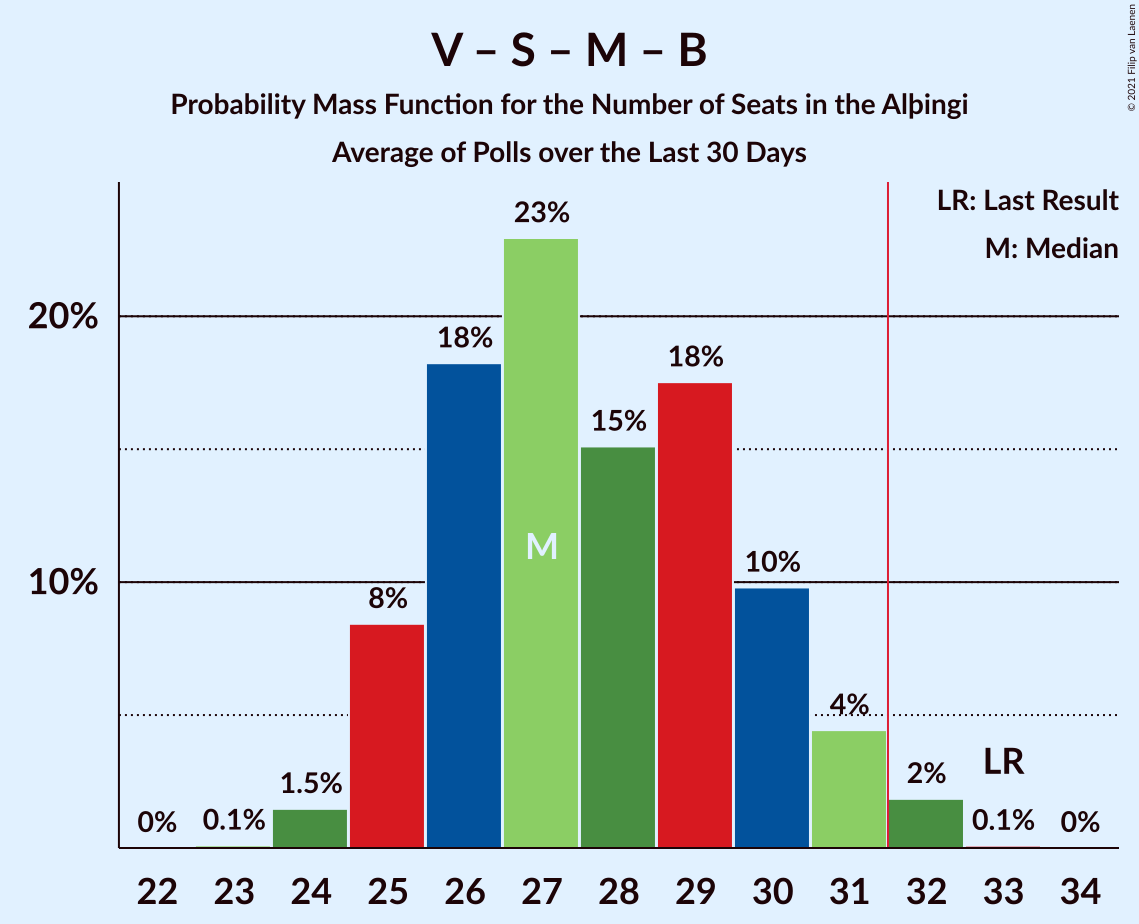 V – S – M – B
Probability Mass Function for the Number of Seats in the Alþingi
Average of Polls over the Last 30 Days
© 2021 Filip van Laenen
LR: Last Result
M: Median
23%
20%
18%
18%
15%
M
10%
10%
8%
4%
LR
2%
1.5%
0%
0.1%
0.1%
0%
22 23 24 25 26 27 28 29 30 31 32 33 34